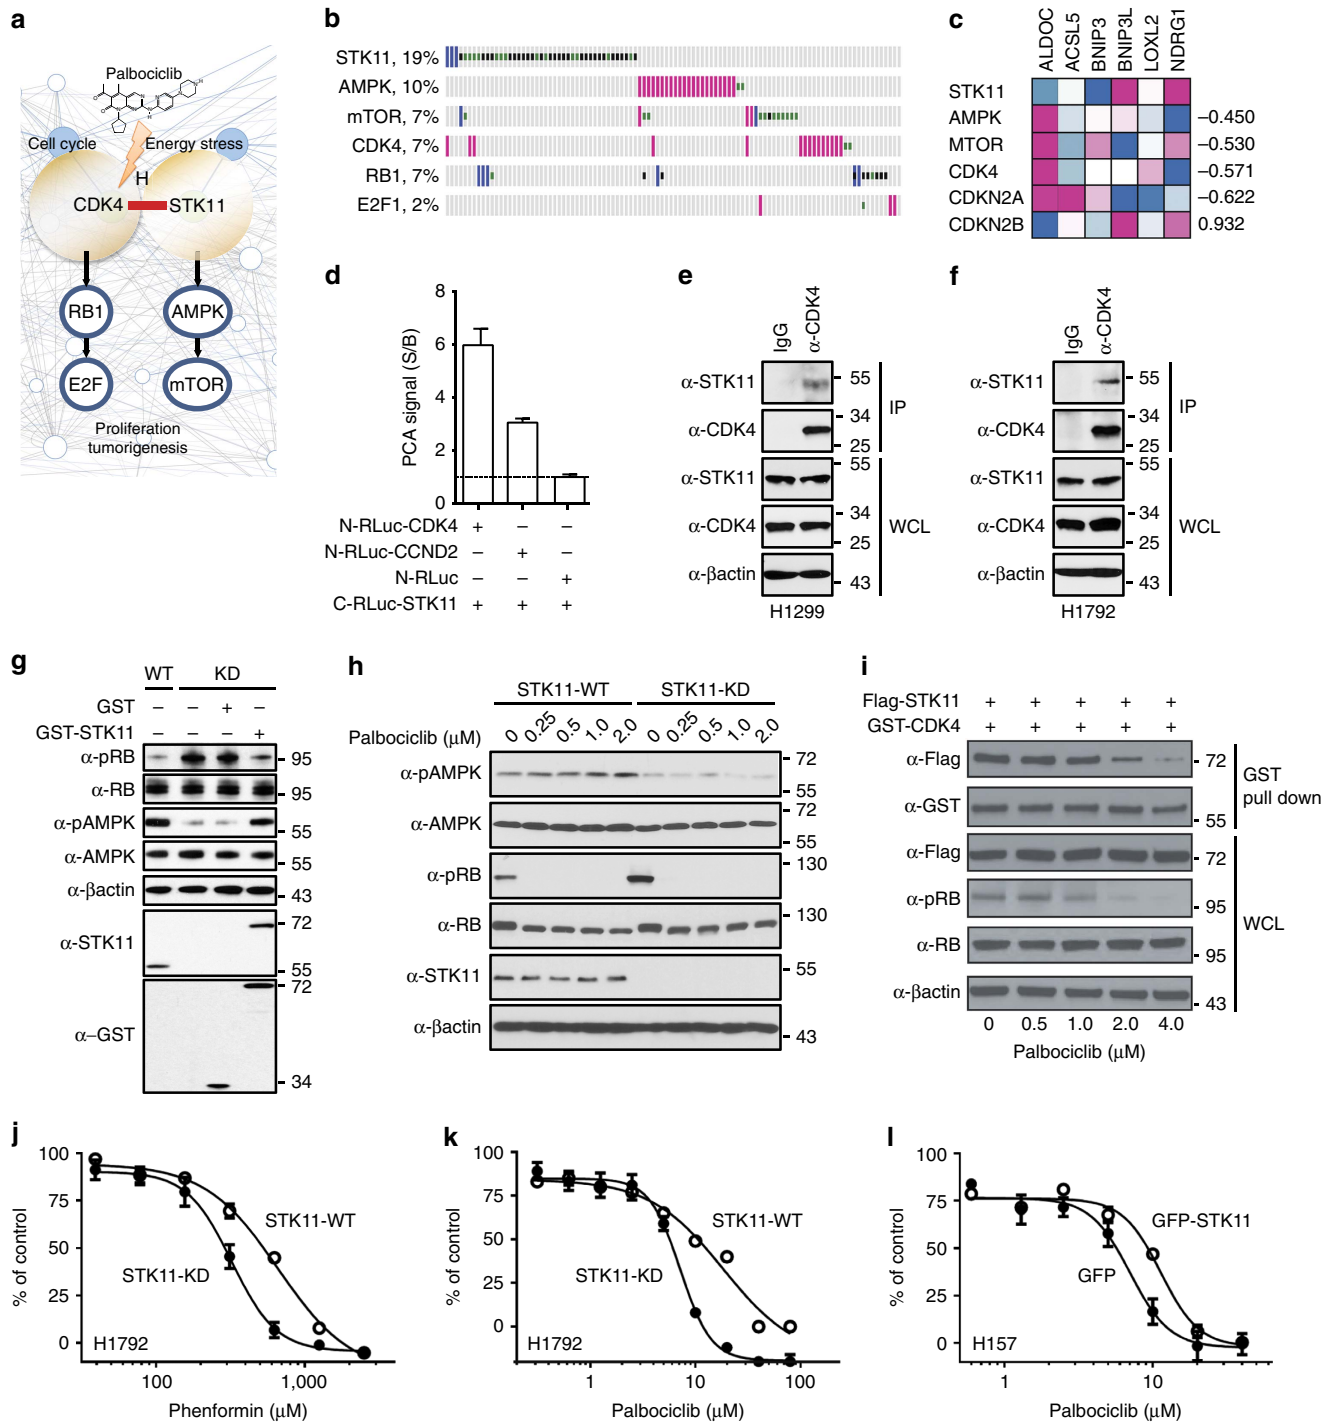 a
Palbociclib
Cell cycle
Energy stress
H
CDK4
STK11
RB1
AMPK
E2F
mTOR
Proliferation
tumorigenesis
b
STK11, 19%
AMPK, 10%
mTOR, 7%
CDK4, 7%
RB1, 7%
E2F1, 2%
c
ALDOC
ACSL5
BNIP3
BNIP3L
LOXL2
NDRG1
STK11
AMPK –0.450
MTOR –0.530
CDK4 –0.571
CDKN2A –0.622
CDKN2B 0.932
d
PCA signal (S/B)
8
6
4
2
0
N-RLuc-CDK4 + – –
N-RLuc-CCND2 – + –
N-RLuc – – +
C-RLuc-STK11 + + +
e
IgG
α-CDK4
α-STK11 55
α-CDK4 34
25
IP
α-STK11 55
α-CDK4 34
25
α-βactin 43
WCL
H1299
f
IgG
α-CDK4
α-STK11 55
α-CDK4 34
25
IP
α-STK11 55
α-CDK4 34
25
α-βactin 43
WCL
H1792
g
WT KD
GST – – + –
GST-STK11 – – – +
α-pRB 95
α-RB 95
α-pAMPK 55
α-AMPK 55
α-βactin 43
α-STK11 72
55
α–GST 72
34
h
STK11-WT STK11-KD
Palbociclib (μM) 0 0.25 0.5 1.0 2.0 0 0.25 0.5 1.0 2.0
α-pAMPK 72
55
α-AMPK 72
55
α-pRB 130
α-RB 130
α-STK11 55
α-βactin 43
i
Flag-STK11 + + + + +
GST-CDK4 + + + + +
α-Flag 72
α-GST 55
GST
pull down
α-Flag 72
α-pRB 95
α-RB 95
α-βactin 43
WCL
0 0.5 1.0 2.0 4.0
Palbociclib (μM)
j
% of control
100
75
50
25
0
STK11-WT
STK11-KD
H1792
100 1,000
Phenformin (μM)
k
% of control
100
75
50
25
0
STK11-WT
STK11-KD
H1792
1 10 100
Palbociclib (μM)
l
% of control
100
75
50
25
0
GFP-STK11
GFP
H157
1 10
Palbociclib (μM)